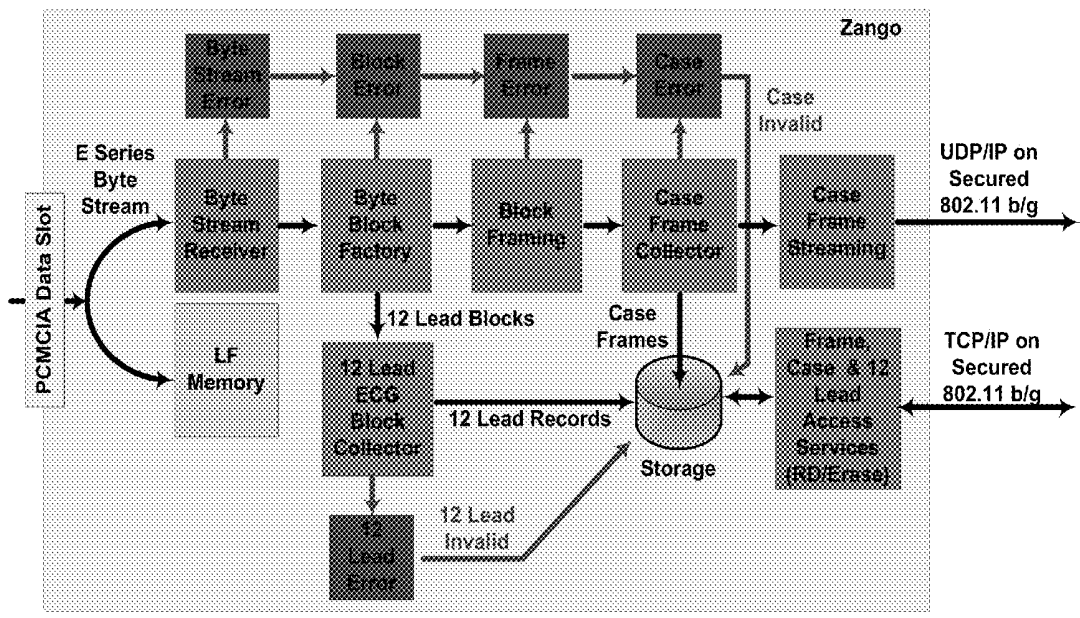 Zango
Byte
Stream
Error
Block
Error
Frame
Error
Case
Error
Case
Invalid
E Series
Byte
Stream
PCMCIA Data Slot
Byte
Stream
Receiver
Byte
Block
Factory
Block
Framing
Case
Frame
Collector
Case
Frame
Streaming
UDP/IP on
Secured
802.11 b/g
LF
Memory
12 Lead Blocks
Case
Frames
12 Lead
ECG
Block
Collector
12 Lead Records
Storage
Frame,
Case & 12
Lead
Access
Services
(RD/Erase)
TCP/IP on
Secured
802.11 b/g
12
Lead
Error
12 Lead
Invalid